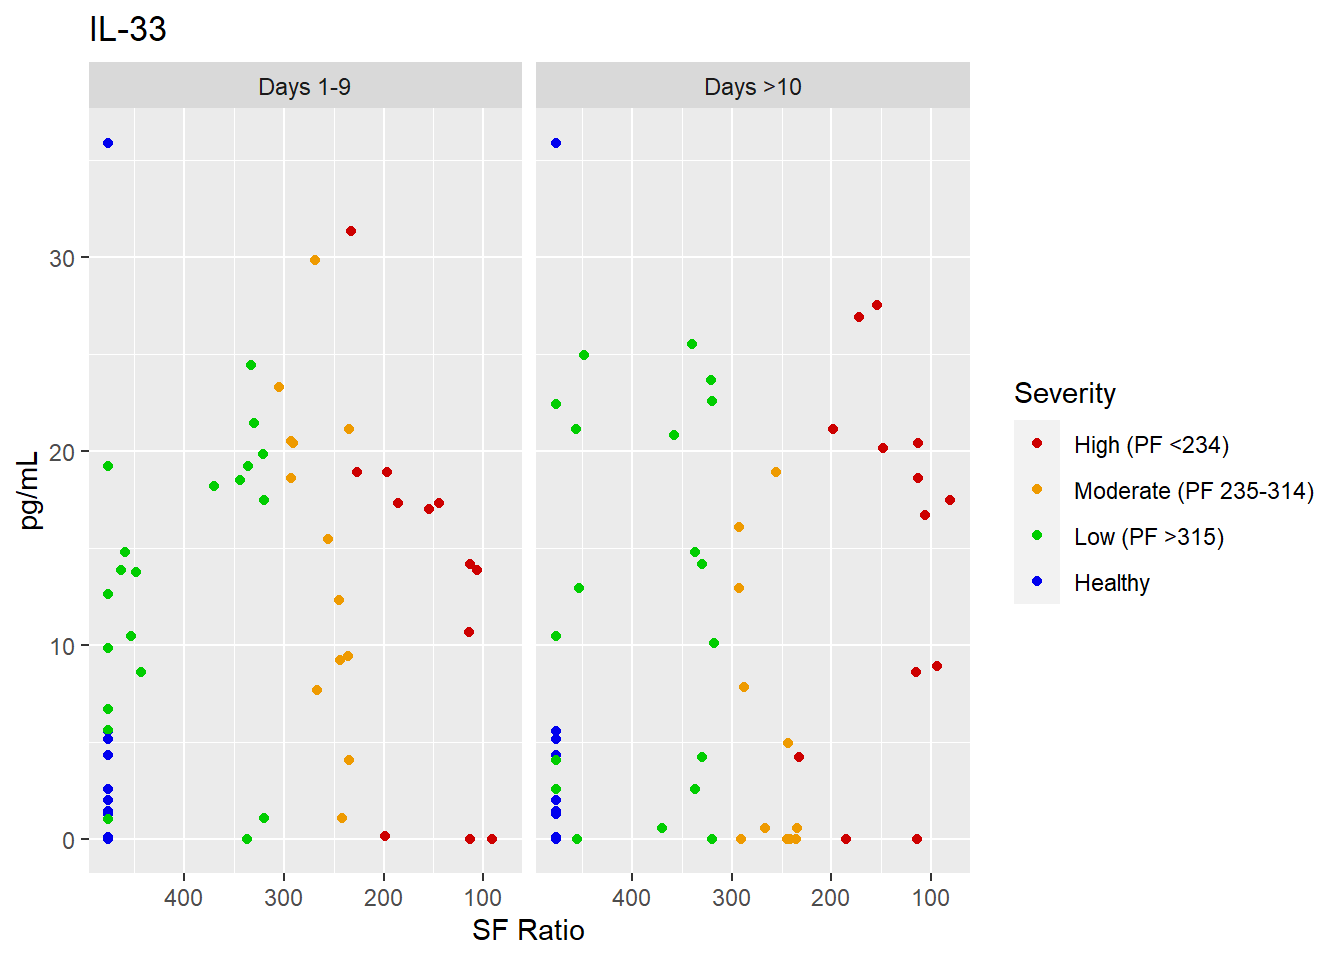 IL-33
Days 1-9
Days >10
30
20
10
0
pg/mL
400 300 200 100
400 300 200 100
SF Ratio
Severity
High (PF <234)
Moderate (PF 235-314)
Low (PF >315)
Healthy